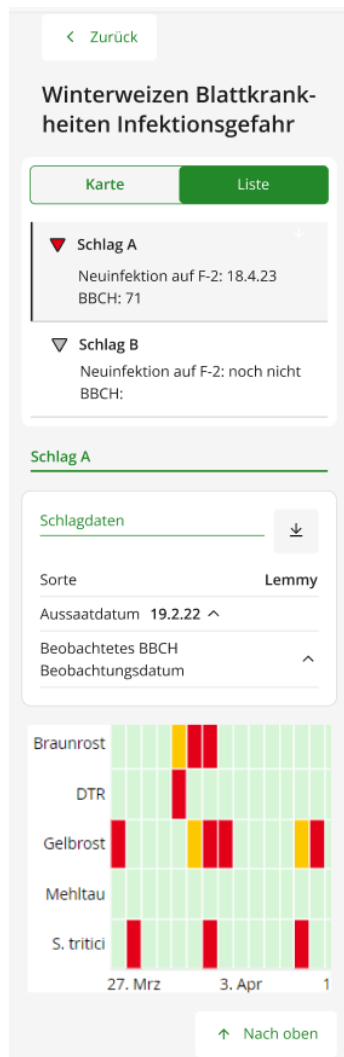 Zurück
Winterweizen Blattkrank-
heiten Infektionsgefahr
Karte Liste
Schlag A
Neuinfektion auf F-2: 18.4.23
BBCH: 71
Schlag B
Neuinfektion auf F-2: noch nicht
BBCH:
Schlag A
Schlagdaten
Sorte Lemmy
Aussaatdatum 19.2.22
Beobachtetes BBCH
Beobachtungsdatum
Braunrost
DTR
Gelbrost
Mehltau
S. tritici
27. Mrz 3. Apr 1
Nach oben